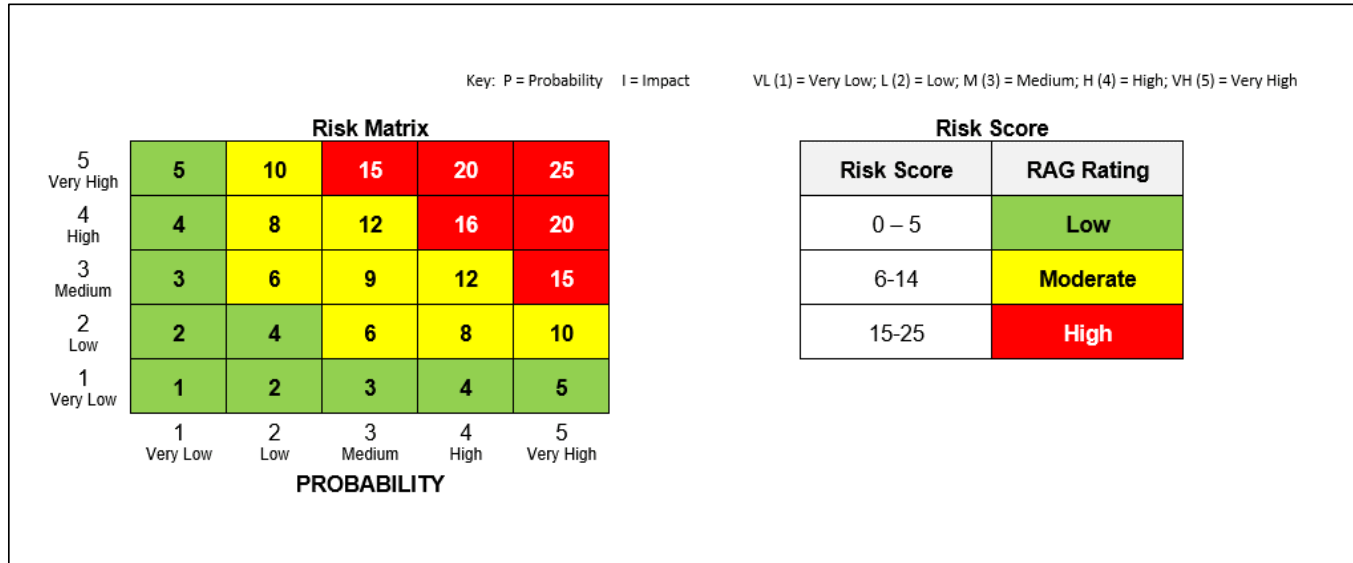 Key: P = Probability I = Impact VL (1) = Very Low; L (2) = Low; M (3) = Medium; H (4) = High; VH (5) = Very High
Risk Matrix
5
Very High
5 10 15 20 25
4
High
4 8 12 16 20
3
Medium
3 6 9 12 15
2
Low
2 4 6 8 10
1
Very Low
1 2 3 4 5
1 2 3 4 5
Very Low Low Medium High Very High
PROBABILITY
Risk Score
Risk Score RAG Rating
0 – 5 Low
6-14 Moderate
15-25 High